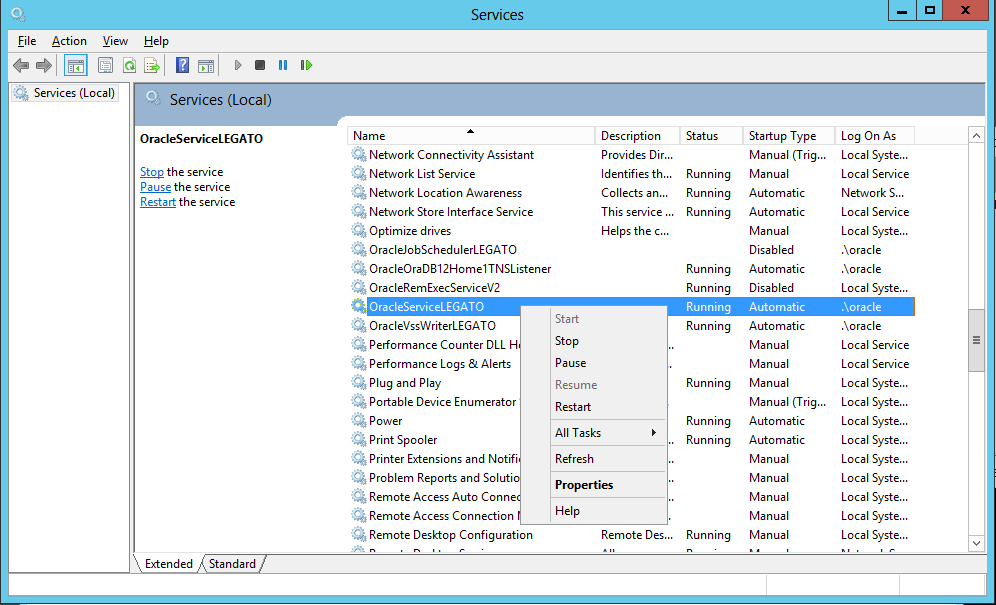 Services
File Action View Help
Services (Local)
Services (Local)
OracleServiceLEGATO
Stop the service
Pause the service
Restart the service
Name Description Status Startup Type Log On As
Network Connectivity Assistant Provides Dir... Manual (Trig... Local Syste...
Network List Service Identifies th... Running Manual Local Service
Network Location Awareness Collects an... Running Automatic Network S...
Network Store Interface Service This service ... Running Automatic Local Service
Optimize drives Helps the c... Manual Local Syste...
OracleJobSchedulerLEGATO Disabled .\oracle
OracleOraDB12Home1TNSListener Running Automatic .\oracle
OracleRemExecServiceV2 Running Disabled Local Syste...
OracleServiceLEGATO Running Automatic .\oracle
OracleVssWriterLEGATO Running Automatic .\oracle
Performance Counter DLL Manual Local Service
Performance Logs & Alerts Manual Local Service
Plug and Play Running Manual Local Syste...
Portable Device Enumerator Manual (Trig... Local Syste...
Power Running Automatic Local Syste...
Print Spooler Running Automatic Local Syste...
Printer Extensions and Manual Local Syste...
Problem Reports and Manual Local Syste...
Remote Access Auto Manual Local Syste...
Remote Access Connection Manual Local Syste...
Remote Desktop Configuration Remote Des... Running Manual Local Syste...
Start
Stop
Pause
Resume
Restart
All Tasks
Refresh
Properties
Help
Extended Standard